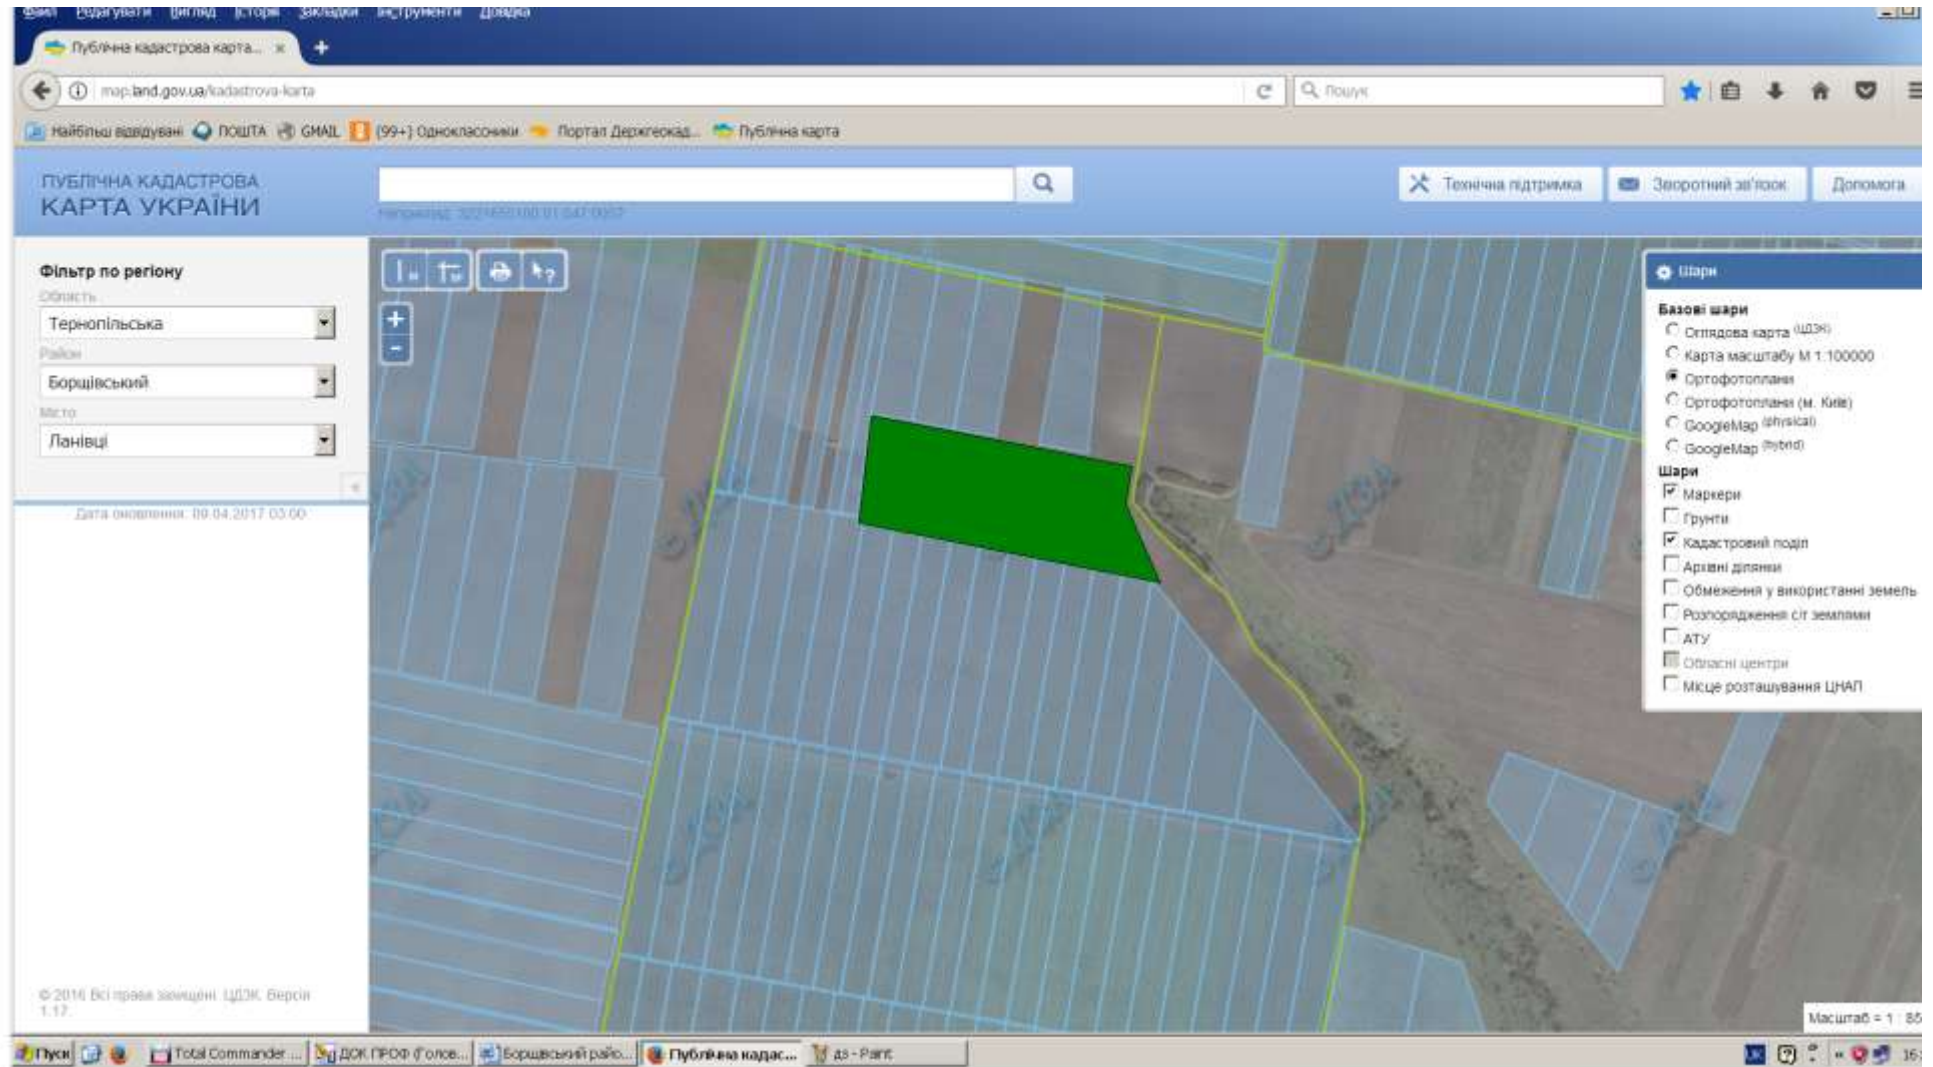 Файл Редагувати Вигляд Історія Закладки Інструменти Довідка
Публічна кадастрова карта... × +
map.land.gov.ua/kadastrova-karta
Пошук
Найбільш відвідувані ПОШТА GMAIL (99+) Одноклассники Портал Держгеокад... Публічна карта
ПУБЛІЧНА КАДАСТРОВА
КАРТА УКРАЇНИ
Технічна підтримка Зворотний зв'язок Допомога
Фільтр по регіону
Область
Тернопільська
Район
Борщівський
Місто
Ланівці
Дата оновлення: 09.04.2017 03:00
Шари
Базові шари
Оглядова карта (ЦДЗК)
Карта масштабу М 1:100000
Ортофотоплани
Ортофотоплани (м. Київ)
GoogleMap (physical)
GoogleMap (hybrid)
Шари
Маркери
Грунти
Кадастровий поділ
Архівні ділянки
Обмеження у використанні земель
Розпорядження с/г землями
АТУ
Обласні центри
Місце розташування ЦНАП
© 2016 Всі права захищені. ЦДЗК. Версія
1.17.
Масштаб = 1 : 85
Пуск Total Commander ... ДОК ПРОФ (Голов... Борщівський райо... Публічна кадас... дз - Paint UK 16: